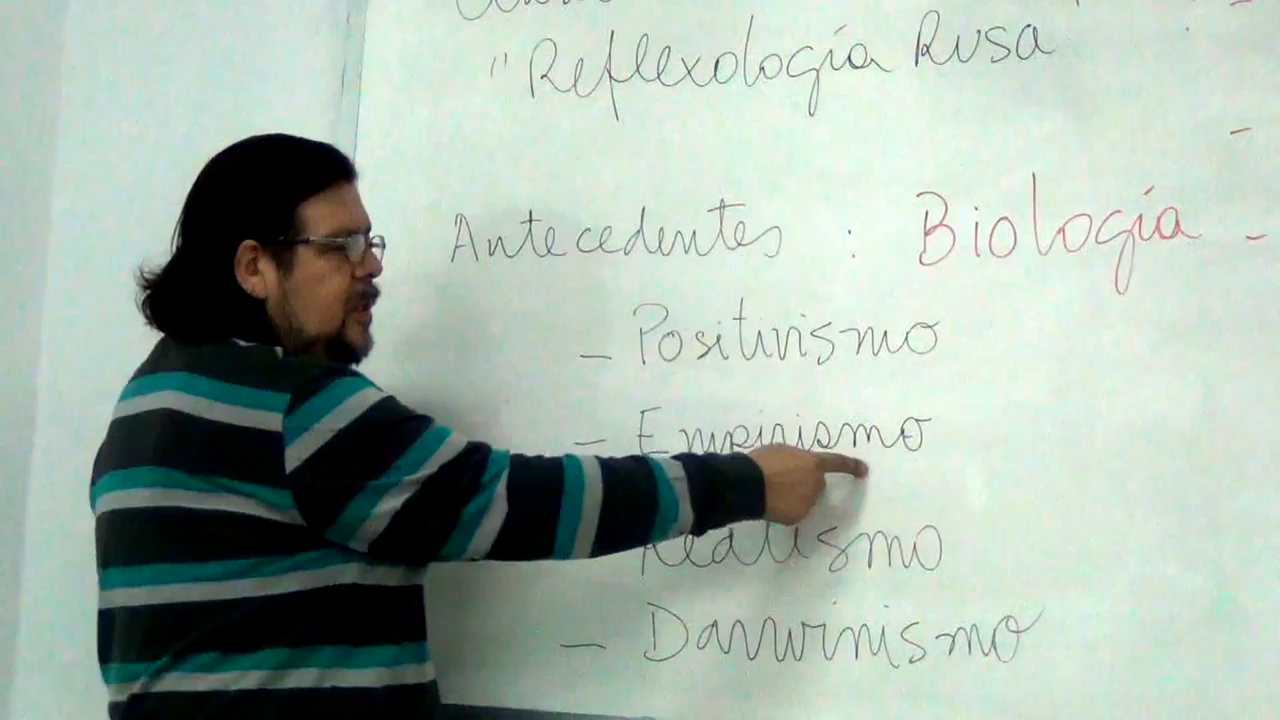 "Reflexología Rusa
Antecedentes : Biología -
- Positivismo
- Empirismo
Realismo
- Darwinismo